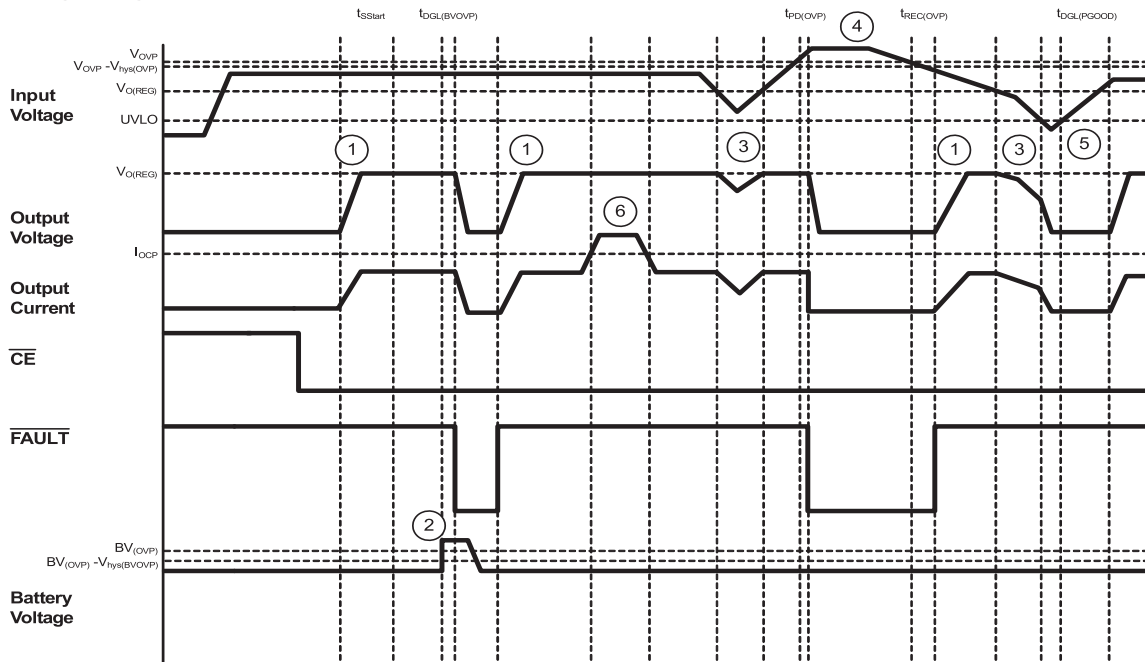 tSStart tDGL(BVOVP) tPD(OVP) tREC(OVP) tDGL(PGOOD)
4
VOVP
VOVP -Vhys(OVP)
Input
Voltage
VO(REG)
UVLO
1 1 3 1 3 5
VO(REG)
Output
Voltage
6
IOCP
Output
Current
CE
FAULT
2
BV(OVP)
BV(OVP) -Vhys(BVOVP)
Battery
Voltage